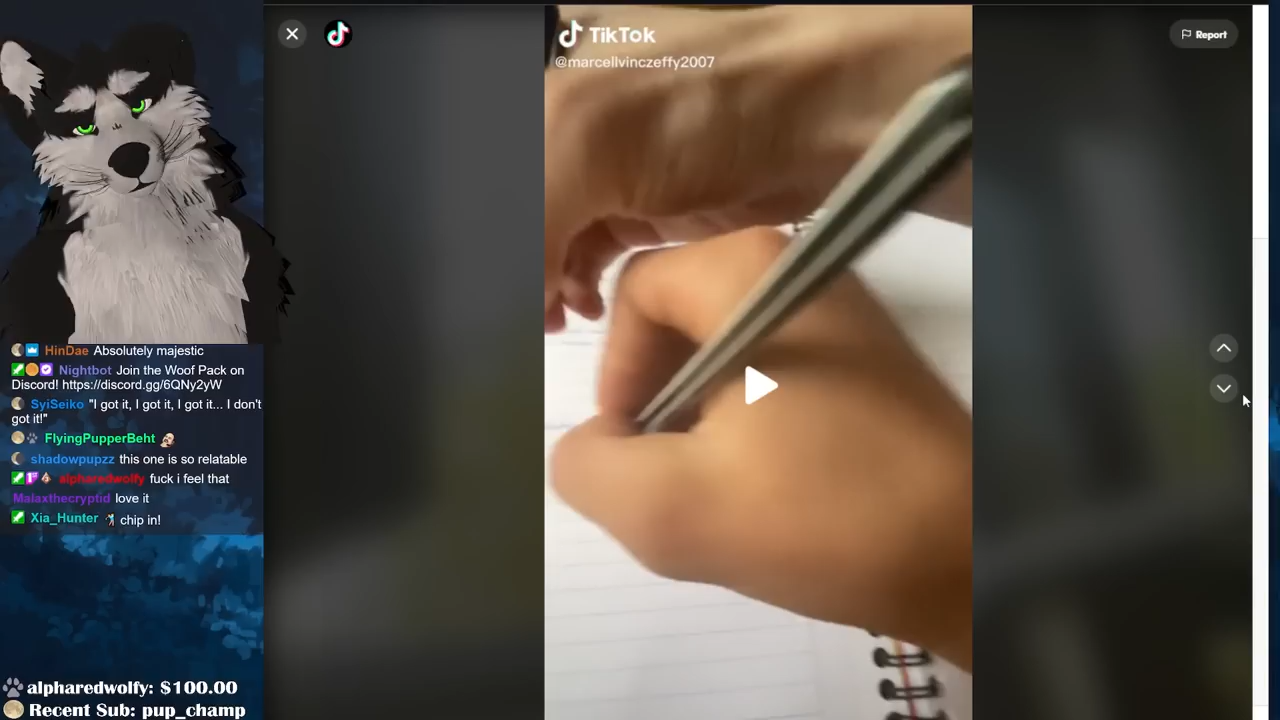 TikTok
@marcellvinczeffy2007
Report
HinDae Absolutely majestic
Nightbot Join the Woof Pack on
Discord! https://discord.gg/6QNy2yW
SyiSeiko "I got it, I got it, I got it... I don't
got it!"
FlyingPupperBeht
shadowpupzz this one is so relatable
alpharedwolfy fuck i feel that
Malaxthecryptid love it
Xia_Hunter chip in!
alpharedwolfy: $100.00
Recent Sub: pup_champ